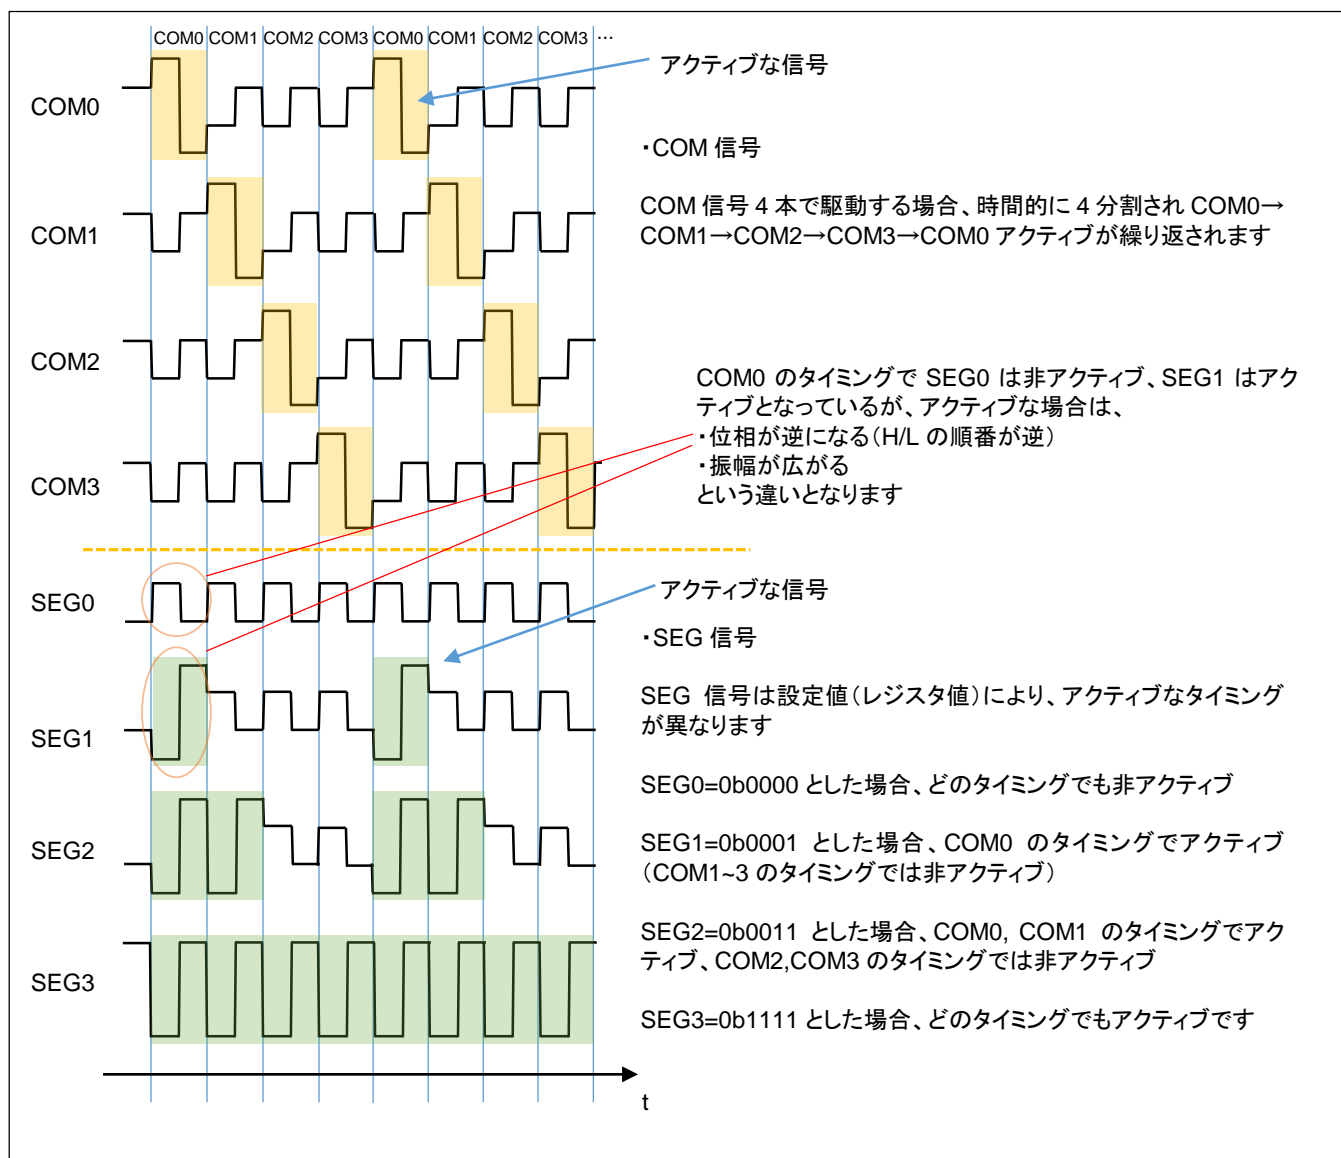 COM0 COM1 COM2 COM3 COM0 COM1 COM2 COM3 …
アクティブな信号
COM0
・COM 信号
COM 信号 4 本で駆動する場合、時間的に 4 分割され COM0→
COM1→COM2→COM3→COM0 アクティブが繰り返されます
COM1
COM2
COM0 のタイミングで SEG0 は非アクティブ、SEG1 はアク
ティブとなっているが、アクティブな場合は、
・位相が逆になる（H/L の順番が逆）
・振幅が広がる
という違いとなります
COM3
アクティブな信号
SEG0
・SEG 信号
SEG 信号は設定値（レジスタ値）により、アクティブなタイミング
が異なります
SEG1
SEG0=0b0000 とした場合、どのタイミングでも非アクティブ
SEG1=0b0001 とした場合、COM0 のタイミングでアクティブ
（COM1~3 のタイミングでは非アクティブ）
SEG2
SEG2=0b0011 とした場合、COM0, COM1 のタイミングでアク
ティブ、COM2,COM3 のタイミングでは非アクティブ
SEG3
SEG3=0b1111 とした場合、どのタイミングでもアクティブです
t